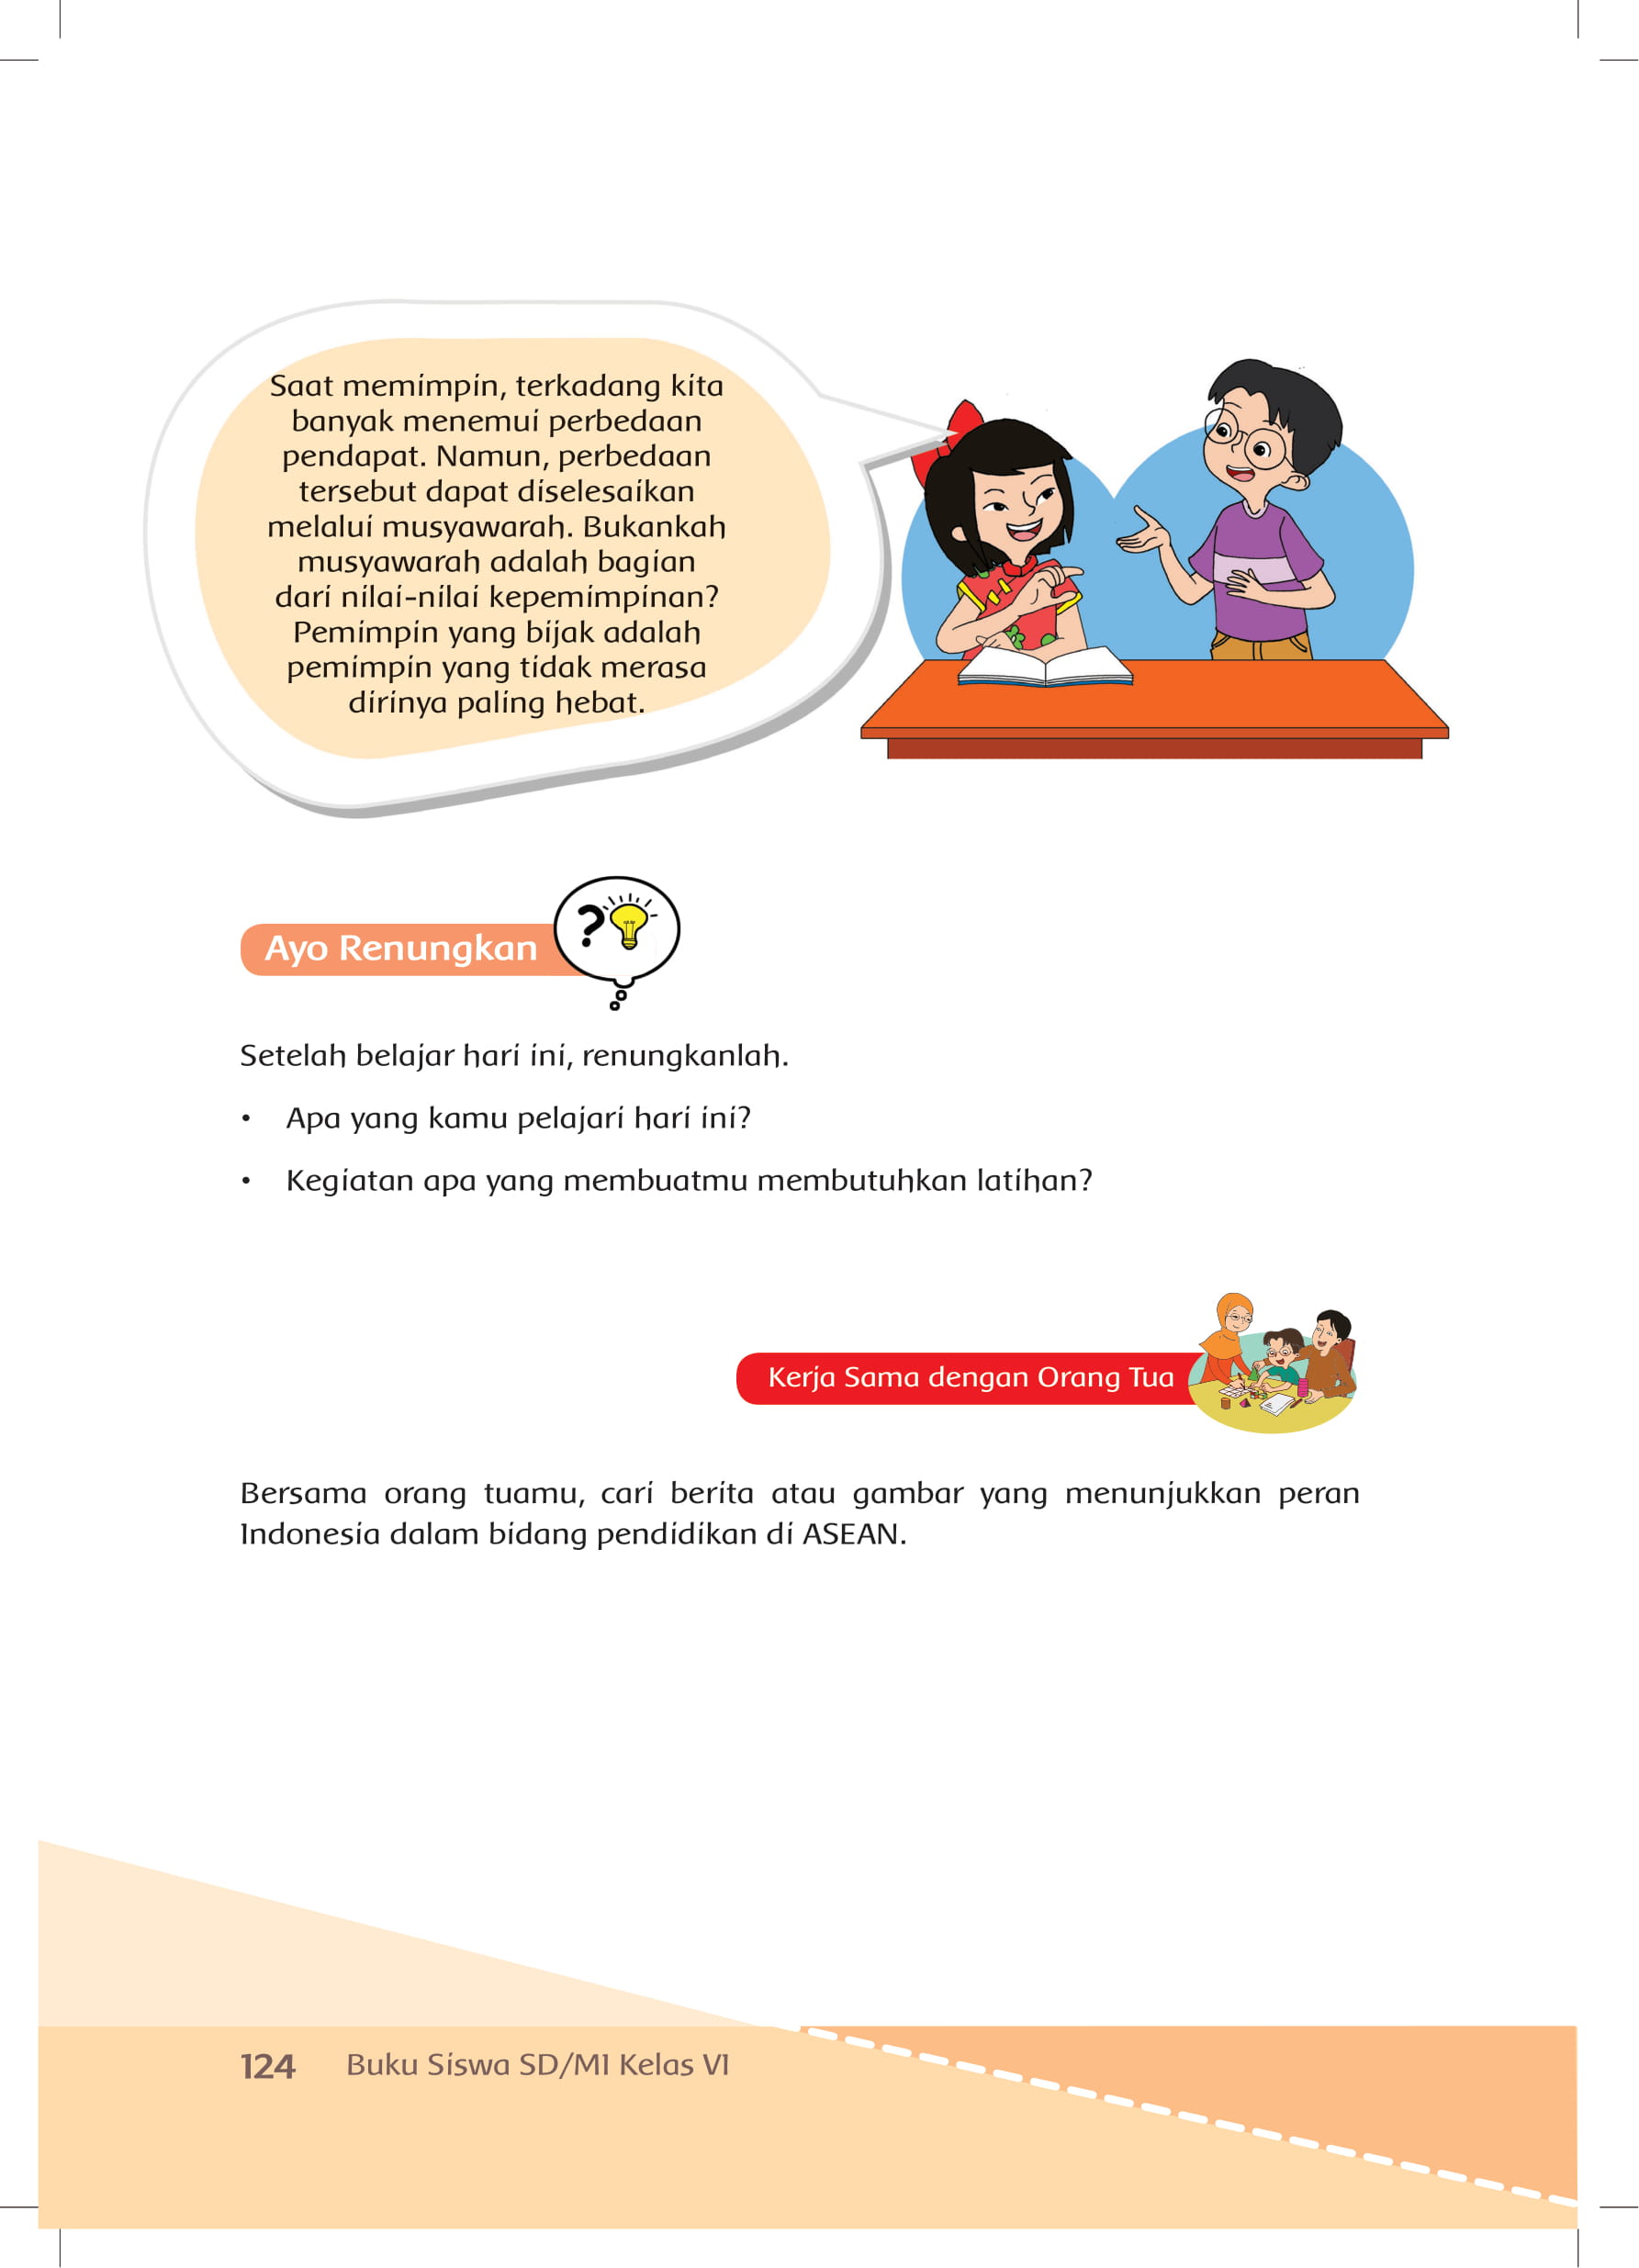 Saat memimpin, terkadang kita
banyak menemui perbedaan
pendapat. Namun, perbedaan
tersebut dapat diselesaikan
melalui musyawarah. Bukankah
musyawarah adalah bagian
dari nilai-nilai kepemimpinan?
Pemimpin yang bijak adalah
pemimpin yang tidak merasa
dirinya paling hebat.
Ayo Renungkan
?
Setelah belajar hari ini, renungkanlah.
• Apa yang kamu pelajari hari ini?
• Kegiatan apa yang membuatmu membutuhkan latihan?
Kerja Sama dengan Orang Tua
Bersama orang tuamu, cari berita atau gambar yang menunjukkan peran
Indonesia dalam bidang pendidikan di ASEAN.
124 Buku Siswa SD/MI Kelas VI